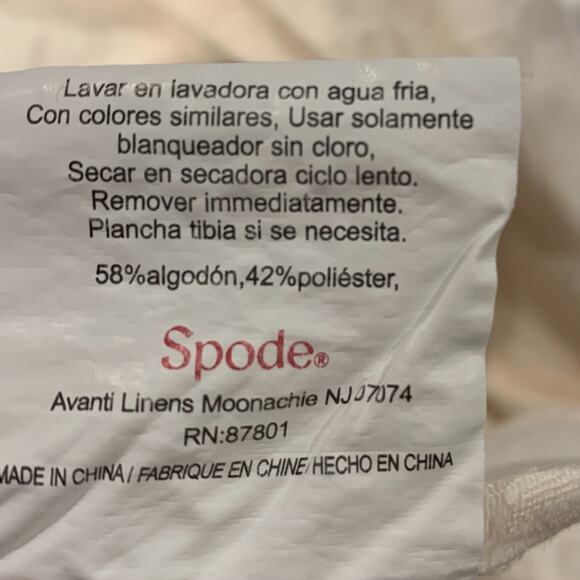 Lavar en lavadora con agua fria,
Con colores similares, Usar solamente
blanqueador sin cloro,
Secar en secadora ciclo lento.
Remover immediatamente.
Plancha tibia si se necesita.
58%algodón,42%poliéster,
Spode®
Avanti Linens Moonachie NJ 07074
RN:87801
MADE IN CHINA/ FABRIQUE EN CHINE/HECHO EN CHINA